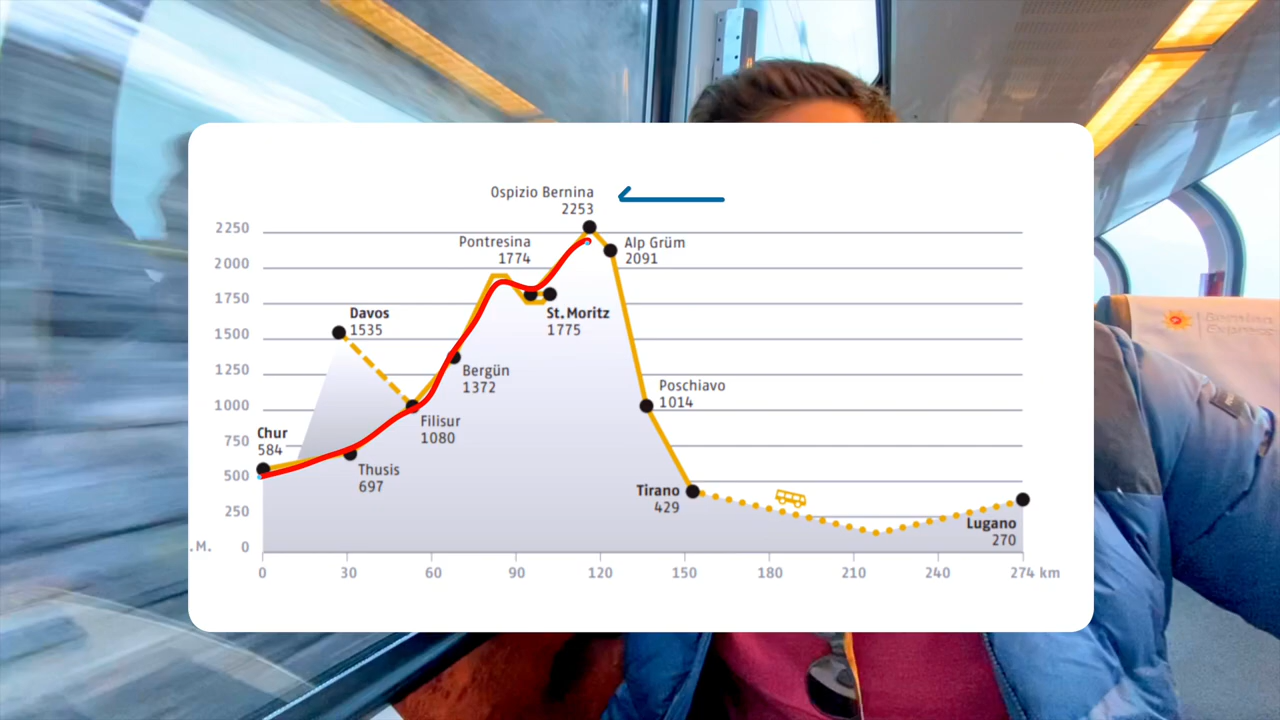 Ospizio Bernina
2253
Pontresina
1774
Alp Grüm
2091
2250
2000
1750
1500
1250
1000
750
500
250
0
Davos
1535
St. Moritz
1775
Bergün
1372
Poschiavo
1014
Filisur
1080
Chur
584
Thusis
697
Tirano
429
Lugano
270
.M.
0
30
60
90
120
150
180
210
240
274 km
Bernina
Express